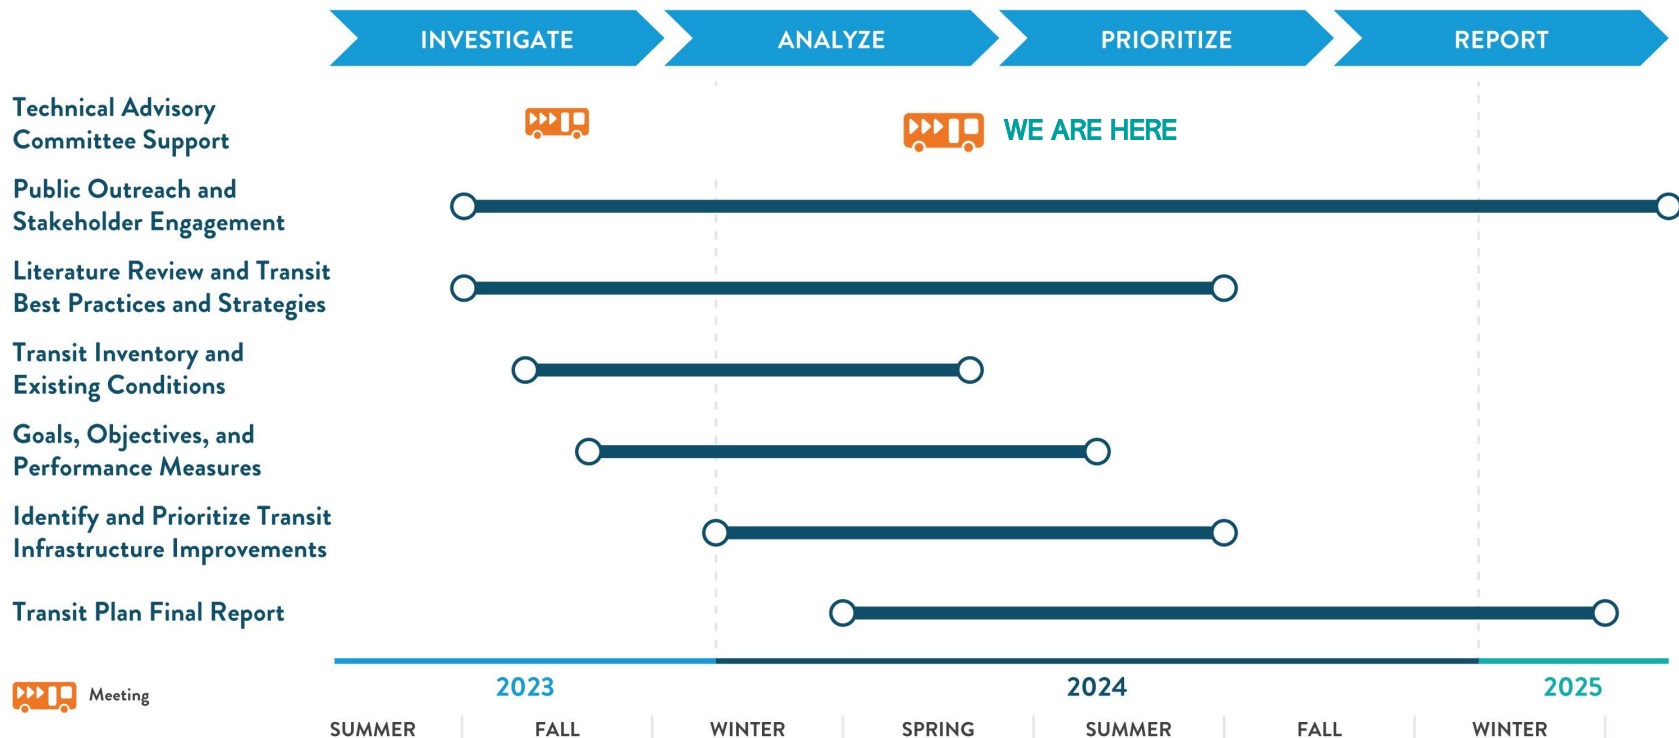 INVESTIGATE
ANALYZE
PRIORITIZE
REPORT
Technical Advisory
Committee Support
WE ARE HERE
Public Outreach and
Stakeholder Engagement
Literature Review and Transit
Best Practices and Strategies
Transit Inventory and
Existing Conditions
Goals, Objectives, and
Performance Measures
Identify and Prioritize Transit
Infrastructure Improvements
Transit Plan Final Report
Meeting
2023
2024
2025
SUMMER
FALL
WINTER
SPRING
SUMMER
FALL
WINTER